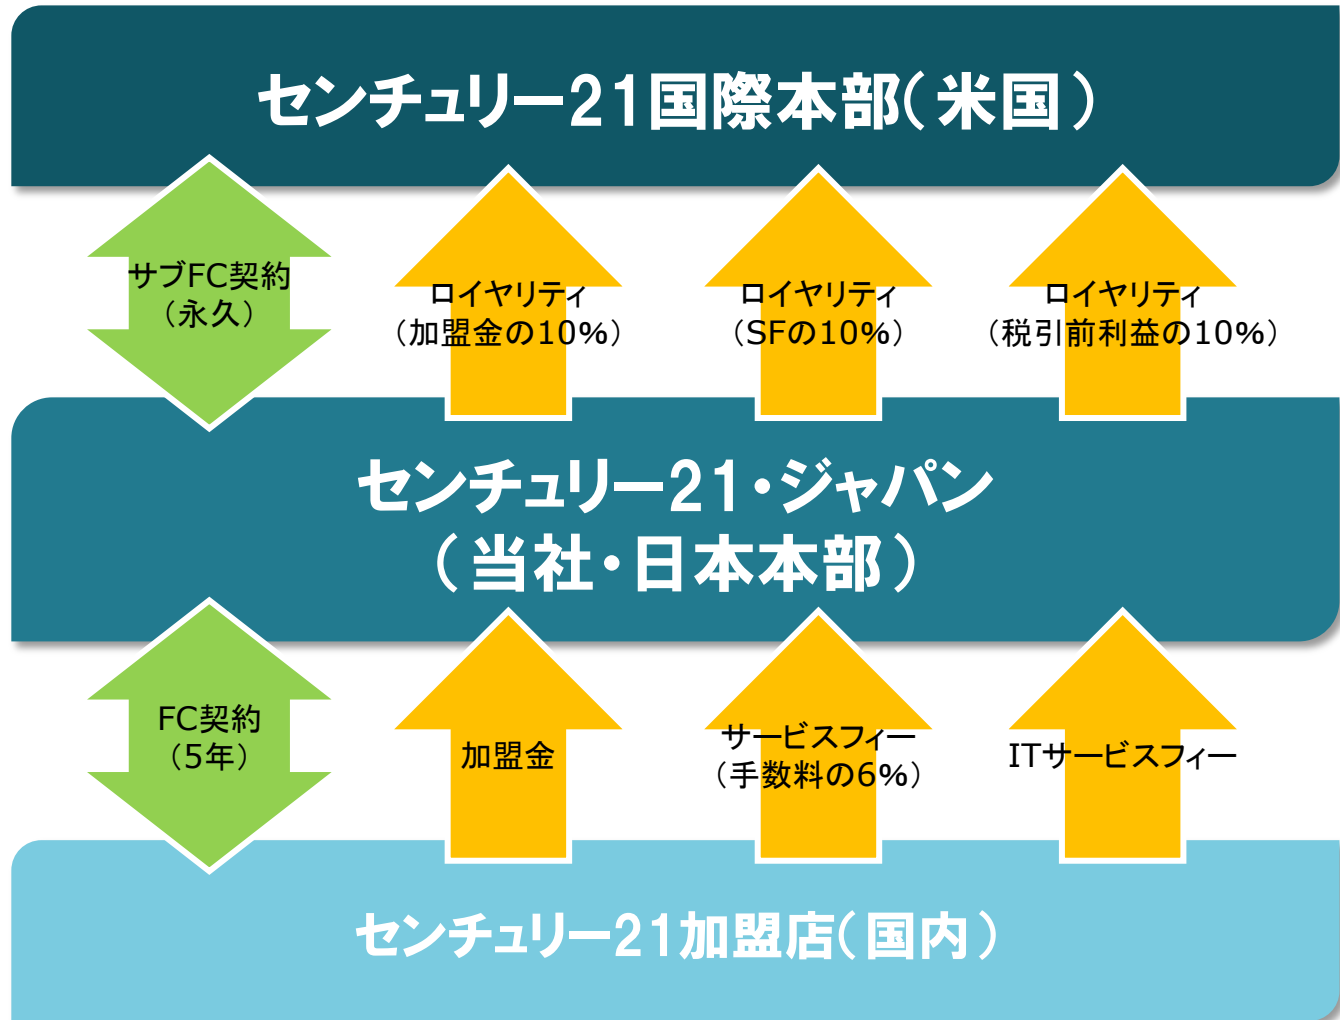 センチュリー21国際本部（米国）
サブFC契約
（永久）
ロイヤリティ
（加盟金の10%）
ロイヤリティ
（SFの10%）
ロイヤリティ
（税引前利益の10%）
センチュリー21・ジャパン
（当社・日本本部）
FC契約
（5年）
加盟金
サービスフィー
（手数料の6%）
ITサービスフィー
センチュリー21加盟店（国内）